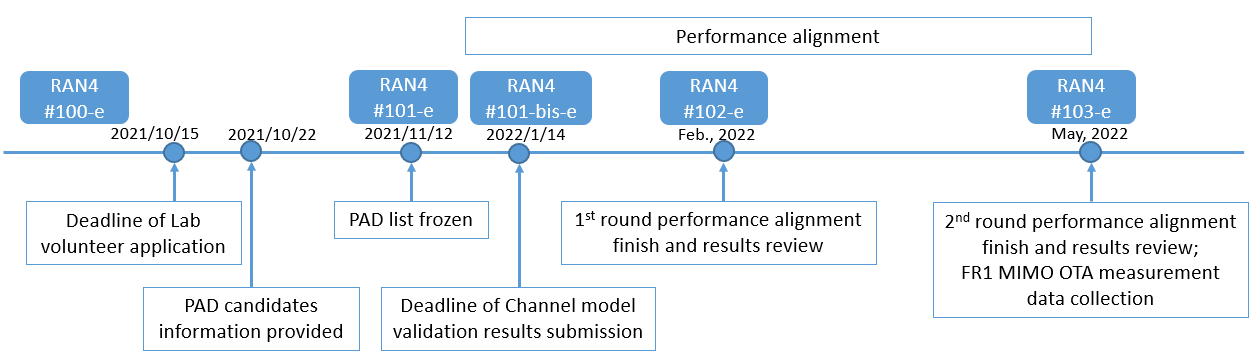 Performance alignment
RAN4
#100-e
RAN4
#101-e
RAN4
#101-bis-e
RAN4
#102-e
RAN4
#103-e
2021/10/15
2021/10/22
2021/11/12
2022/1/14
Feb., 2022
May, 2022
Deadline of Lab
volunteer application
PAD candidates
information provided
PAD list frozen
Deadline of Channel model
validation results submission
1st round performance alignment
finish and results review
2nd round performance alignment
finish and results review;
FR1 MIMO OTA measurement
data collection